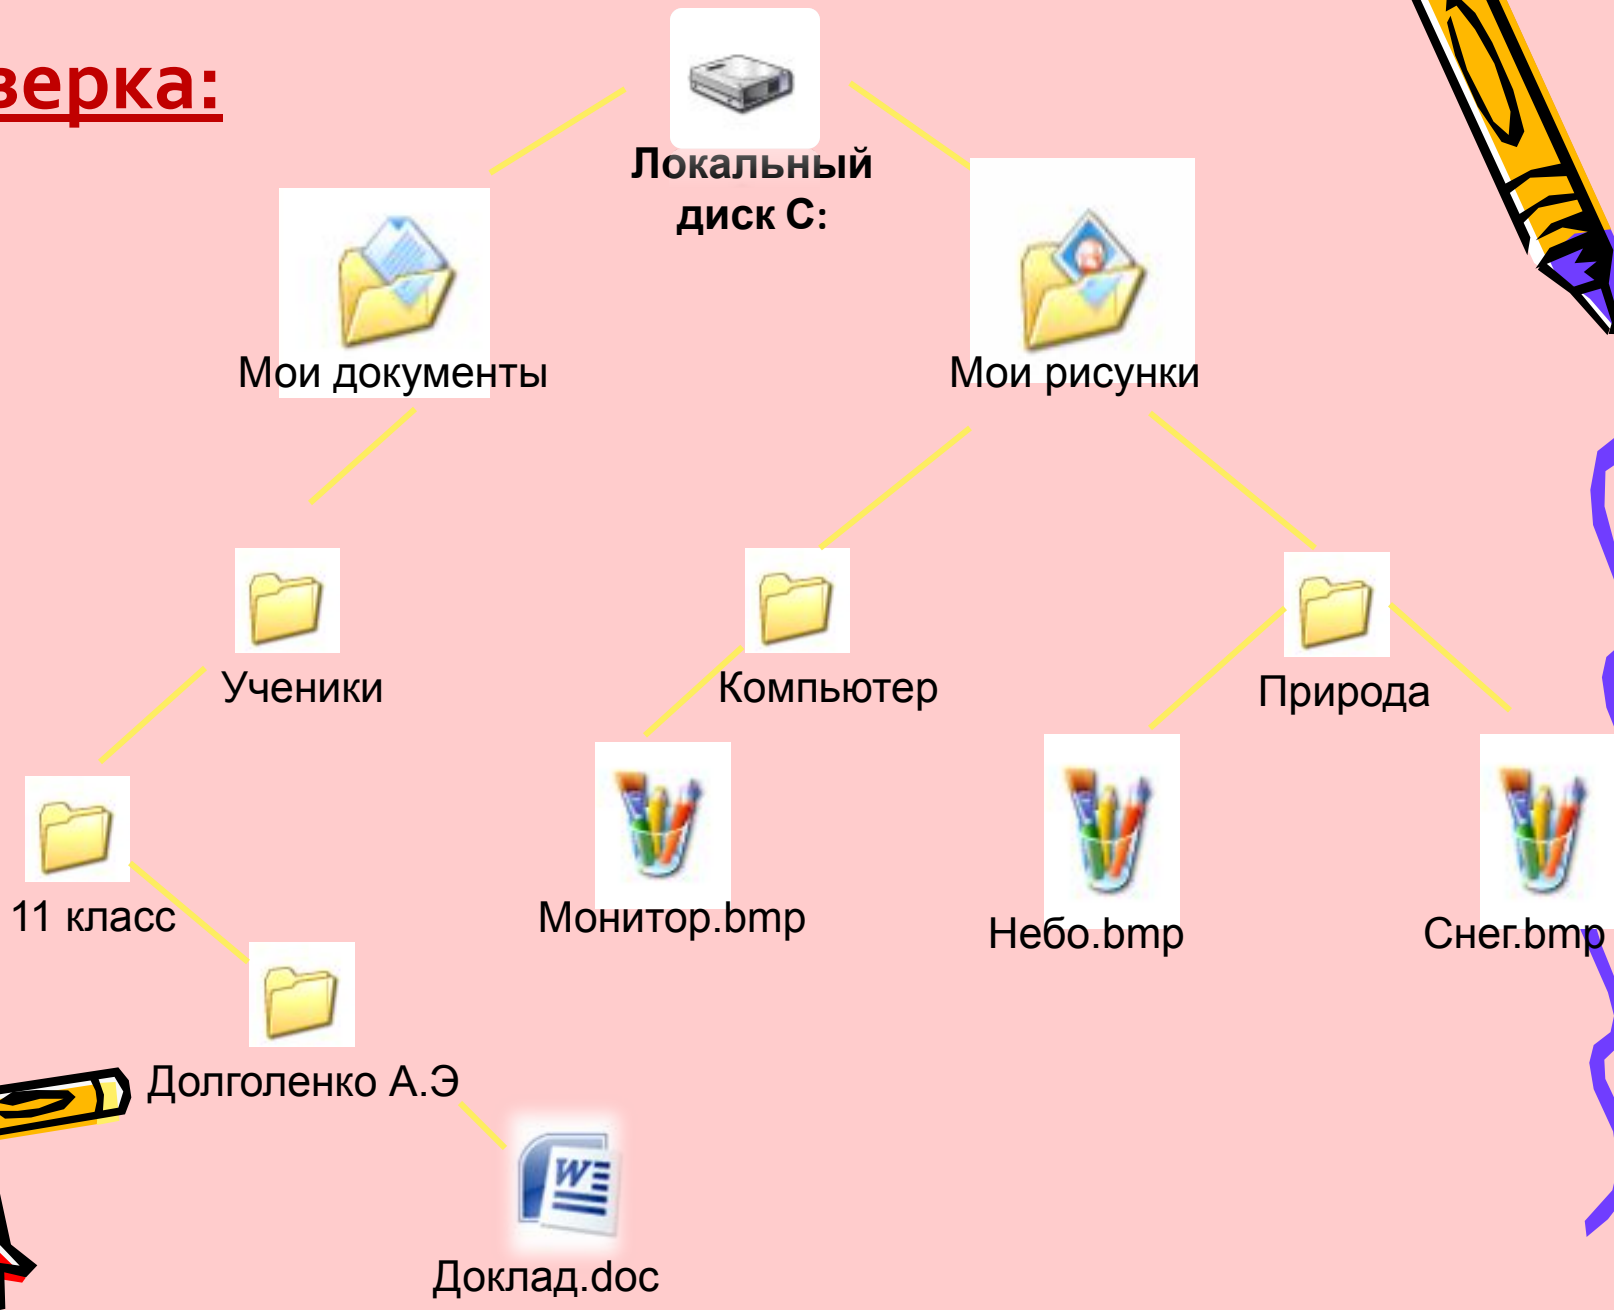 верка:
Локальный
диск С:
Мои документы
Мои рисунки
Ученики
Компьютер
Природа
11 класс
Монитор.bmp
Небо.bmp
Снег.bmp
Долголенко А.Э
Доклад.doc